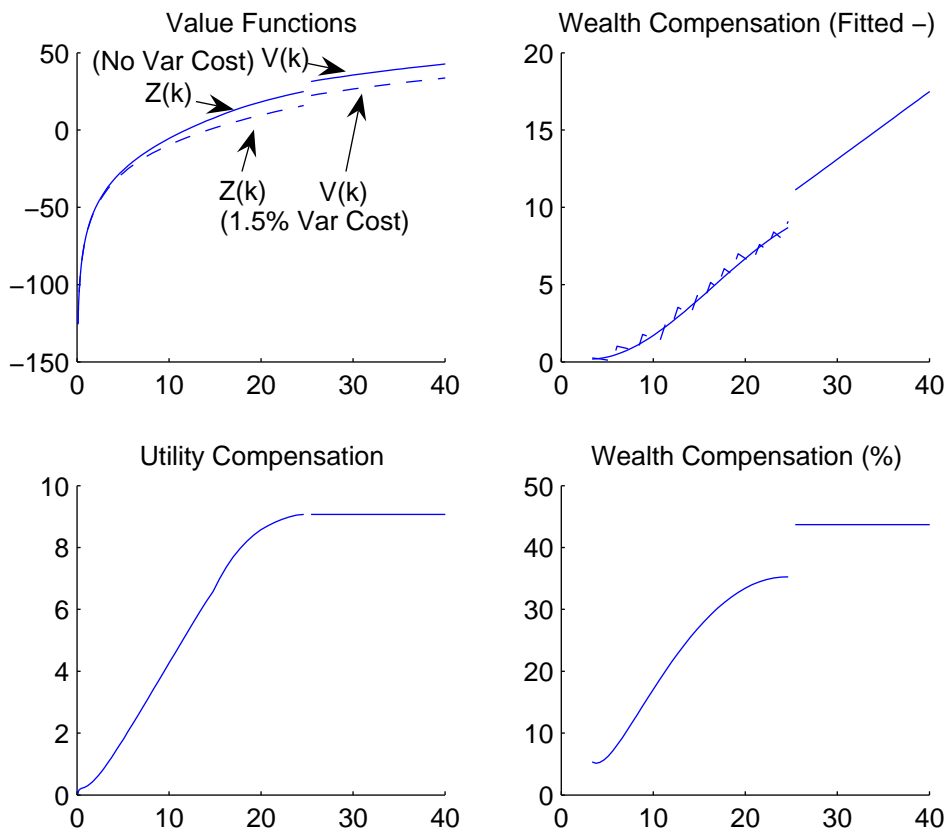 Value Functions
50
0
−50
−100
−150
0 10 20 30 40
(No Var Cost) V(k)
Z(k)
Z(k) V(k)
(1.5% Var Cost)
Wealth Compensation (Fitted −)
20
15
10
5
0
0 10 20 30 40
Utility Compensation
10
8
6
4
2
0
0 10 20 30 40
Wealth Compensation (%)
50
40
30
20
10
0
0 10 20 30 40